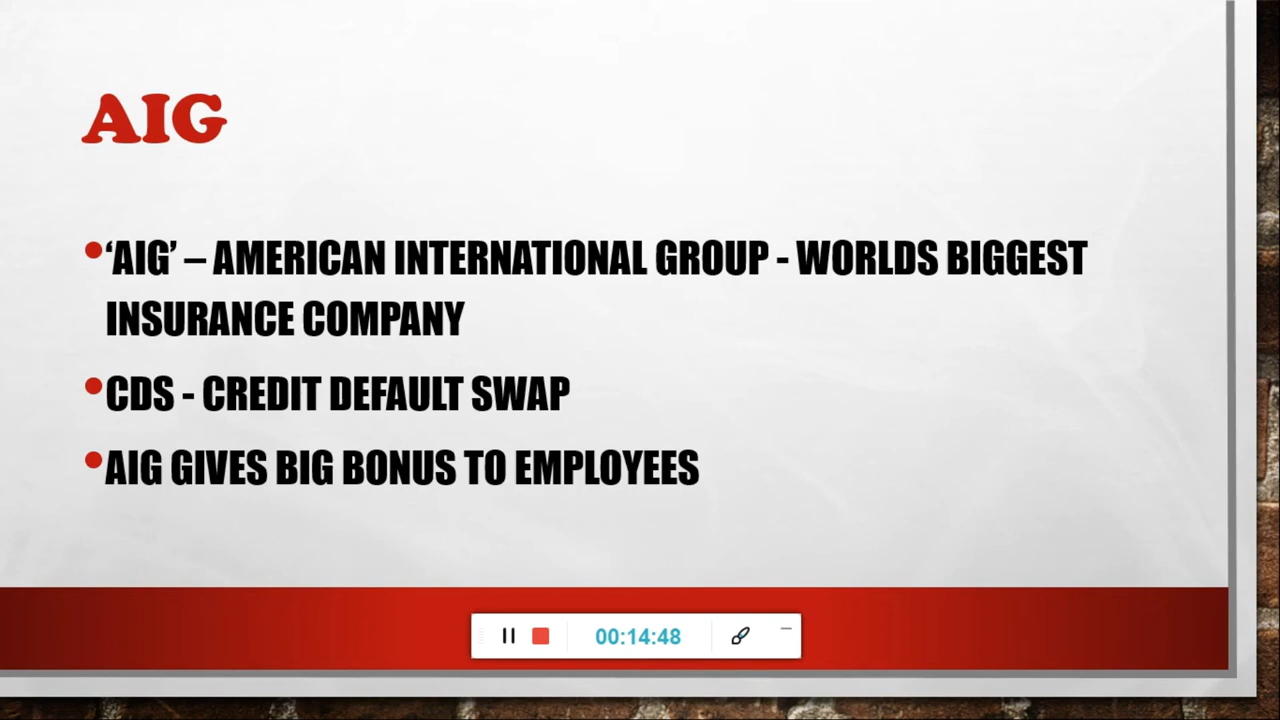 AIG
•‘AIG’ – AMERICAN INTERNATIONAL GROUP - WORLDS BIGGEST
INSURANCE COMPANY
•CDS - CREDIT DEFAULT SWAP
•AIG GIVES BIG BONUS TO EMPLOYEES
00:14:48